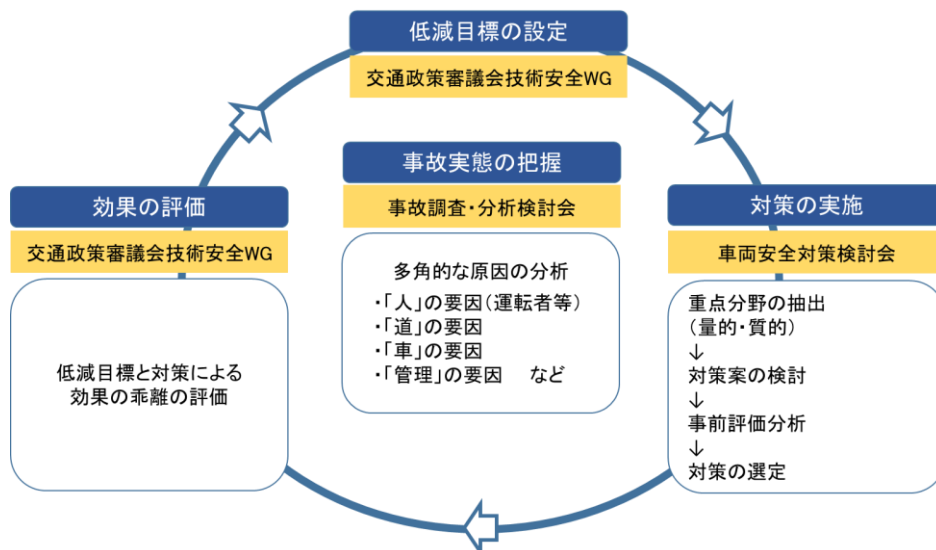 低減目標の設定
交通政策審議会技術安全WG
事故実態の把握
事故調査・分析検討会
多角的な原因の分析
・「人」の要因(運転者等)
・「道」の要因
・「車」の要因
・「管理」の要因　など
効果の評価
交通政策審議会技術安全WG
低減目標と対策による
効果の乖離の評価
対策の実施
車両安全対策検討会
重点分野の抽出
(量的・質的)
↓
対策案の検討
↓
事前評価分析
↓
対策の選定